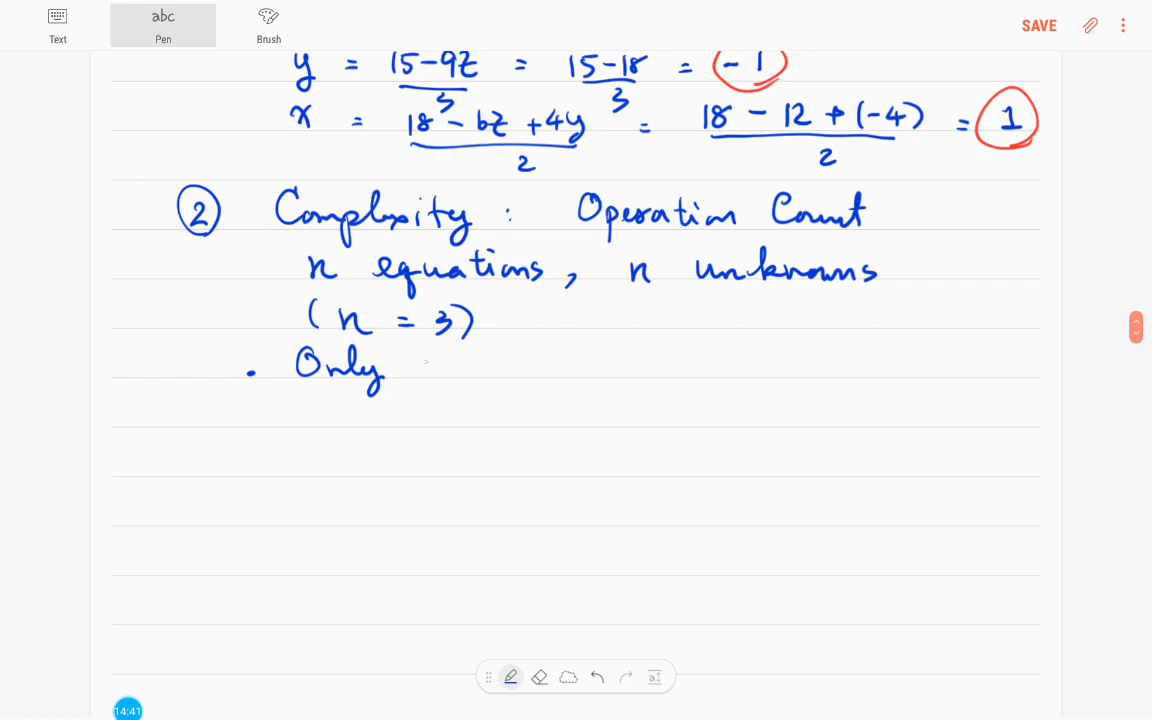 Text
abc
Pen
Brush
SAVE
y = 15-9z/3 = 15-18/3 = -1
x = 18-6z+4y/2 = 18-12+(-4)/2 = 1
② Complexity : Operation Count
n equations, n unknowns
(n = 3)
. Only
14:41